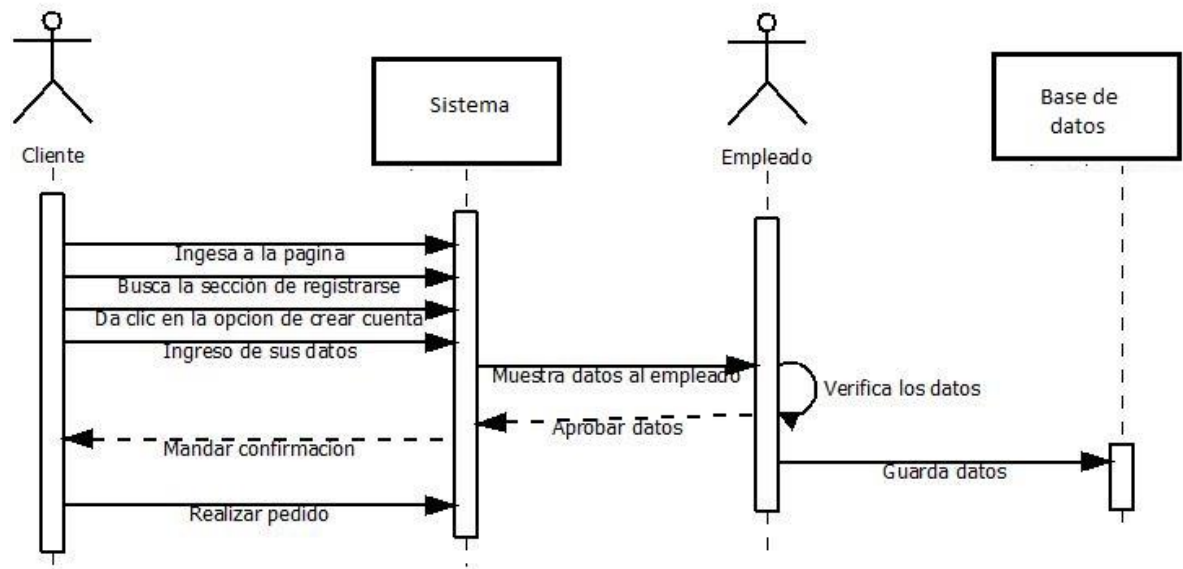 Cliente
Sistema
Empleado
Base de
datos
Ingesa a la pagina
Busca la sección de registrarse
Da clic en la opcion de crear cuenta
Ingreso de sus datos
Muestra datos al empleado
Verifica los datos
Aprobar datos
Mandar confirmacion
Guarda datos
Realizar pedido